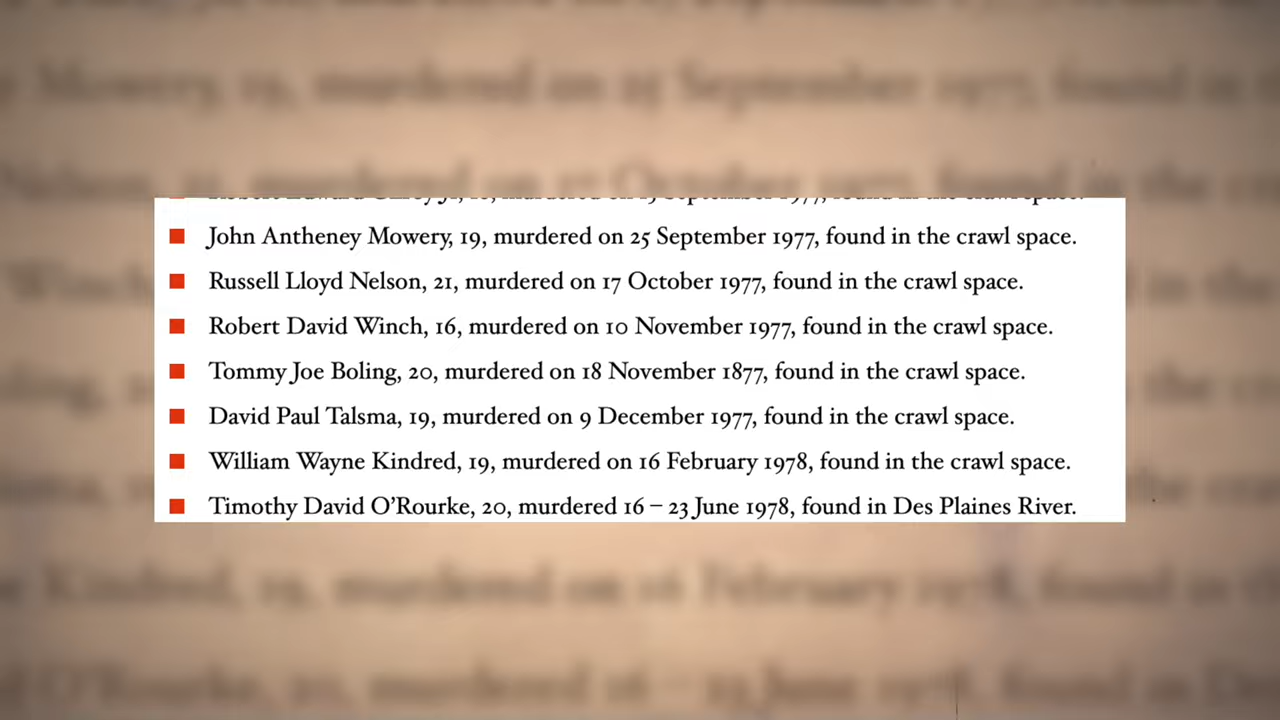 John Antheney Mowery, 19, murdered on 25 September 1977, found in the crawl space.
Russell Lloyd Nelson, 21, murdered on 17 October 1977, found in the crawl space.
Robert David Winch, 16, murdered on 10 November 1977, found in the crawl space.
Tommy Joe Boling, 20, murdered on 18 November 1877, found in the crawl space.
David Paul Talsma, 19, murdered on 9 December 1977, found in the crawl space.
William Wayne Kindred, 19, murdered on 16 February 1978, found in the crawl space.
Timothy David O’Rourke, 20, murdered 16 – 23 June 1978, found in Des Plaines River.